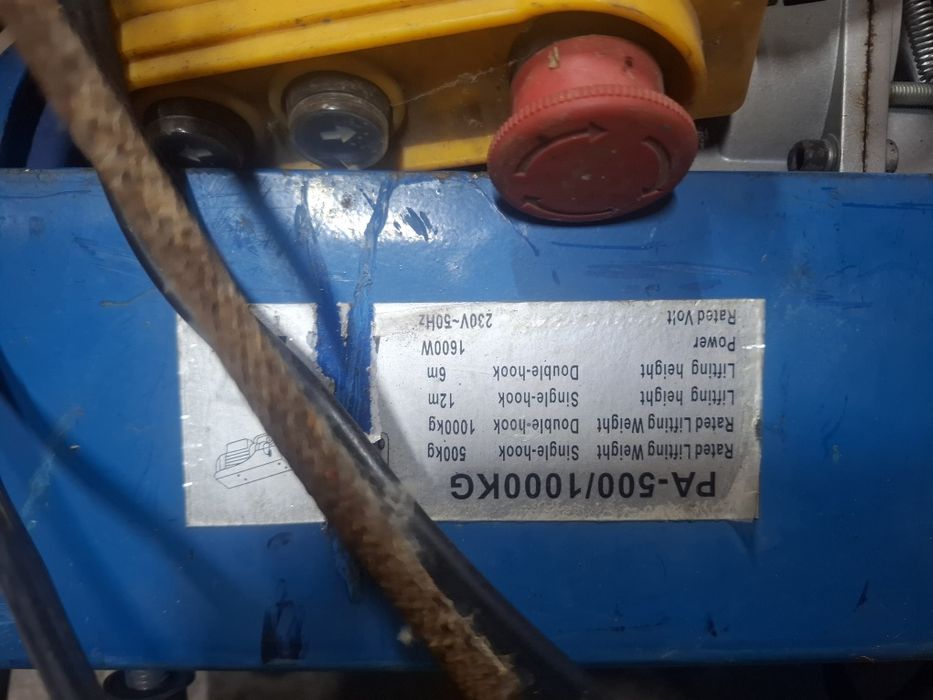 PA-500/1000KG
Rated Lifting Weight Single-hook 500kg
Rated Lifting Weight Double-hook 1000kg
Lifting height Single-hook 12m
Lifting height Double-hook 6m
Power 1600W
Rated Volt 230V~50Hz